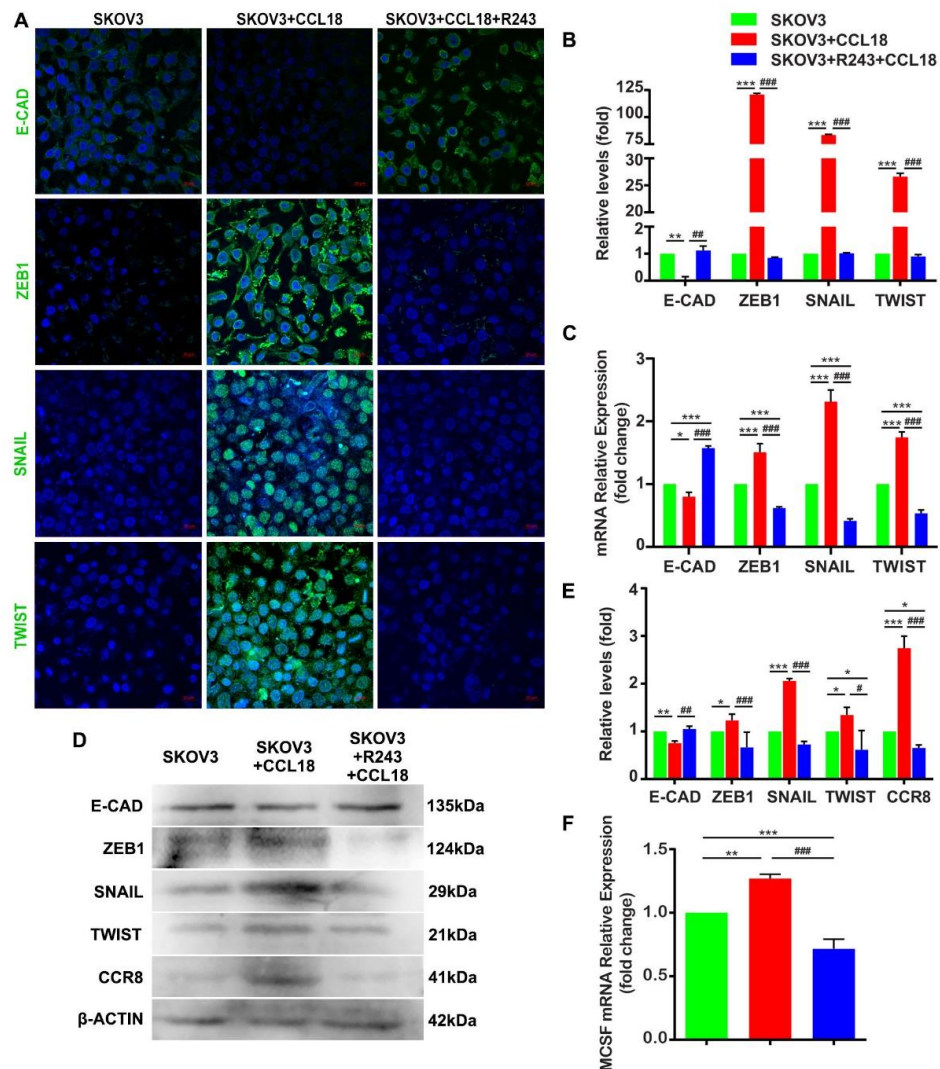 A
SKOV3
SKOV3+CCL18
SKOV3+CCL18+R243
E-CAD
ZEB1
SNAIL
TWIST
B
SKOV3
SKOV3+CCL18
SKOV3+R243+CCL18
Relative levels (fold)
125
100
75
30
25
20
2
1
0
** ##
*** ###
*** ###
*** ###
E-CAD ZEB1 SNAIL TWIST
C
mRNA Relative Expression
(fold change)
3
2
1
0
***
* ###
***
*** ###
***
*** ###
***
*** ###
E-CAD ZEB1 SNAIL TWIST
D
SKOV3
SKOV3
+CCL18
SKOV3
+R243
+CCL18
E-CAD 135kDa
ZEB1 124kDa
SNAIL 29kDa
TWIST 21kDa
CCR8 41kDa
β-ACTIN 42kDa
E
Relative levels (fold)
4
3
2
1
0
** ##
* ###
*** ###
*
* #
*
*** ###
E-CAD ZEB1 SNAIL TWIST CCR8
F
MCSF mRNA Relative Expression
(fold change)
1.5
1.0
0.5
0.0
***
** ###